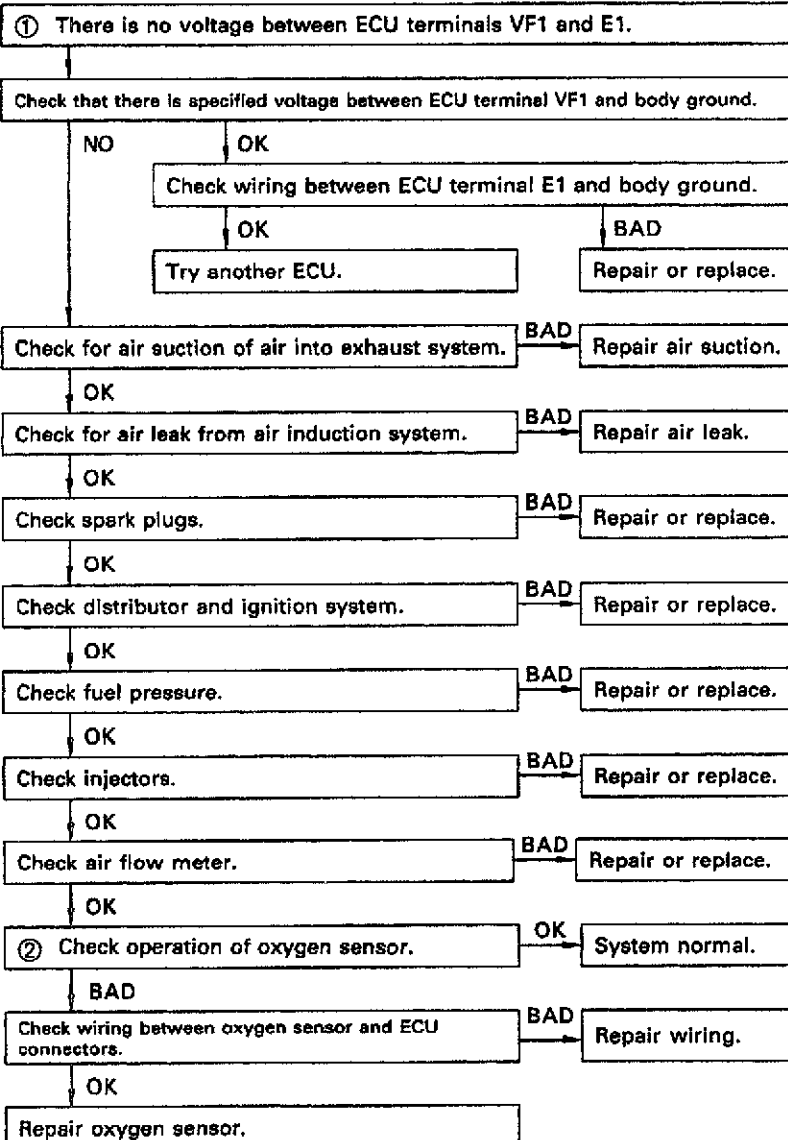 ① There is no voltage between ECU terminals VF1 and E1.
Check that there is specified voltage between ECU terminal VF1 and body ground.
NO
OK
Check wiring between ECU terminal E1 and body ground.
OK
BAD
Try another ECU.
Repair or replace.
Check for air suction of air into exhaust system.
BAD
Repair air suction.
OK
Check for air leak from air induction system.
BAD
Repair air leak.
OK
Check spark plugs.
BAD
Repair or replace.
OK
Check distributor and ignition system.
BAD
Repair or replace.
OK
Check fuel pressure.
BAD
Repair or replace.
OK
Check injectors.
BAD
Repair or replace.
OK
Check air flow meter.
BAD
Repair or replace.
OK
② Check operation of oxygen sensor.
OK
System normal.
BAD
Check wiring between oxygen sensor and ECU
connectors.
BAD
Repair wiring.
OK
Repair oxygen sensor.